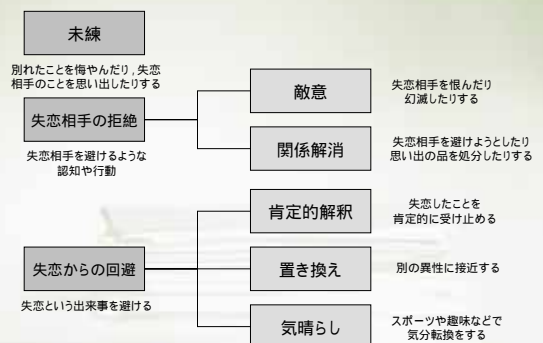 未練
別れたことを悔やんだり,失恋
相手のことを思い出したりする
失恋相手の拒絶
失恋相手を避けるような
認知や行動
敵意
失恋相手を恨んだり
幻滅したりする
関係解消
失恋相手を避けようとしたり
思い出の品を処分したりする
失恋からの回避
失恋という出来事を避ける
肯定的解釈
失恋したことを
肯定的に受け止める
置き換え
別の異性に接近する
気晴らし
スポーツや趣味などで
気分転換をする